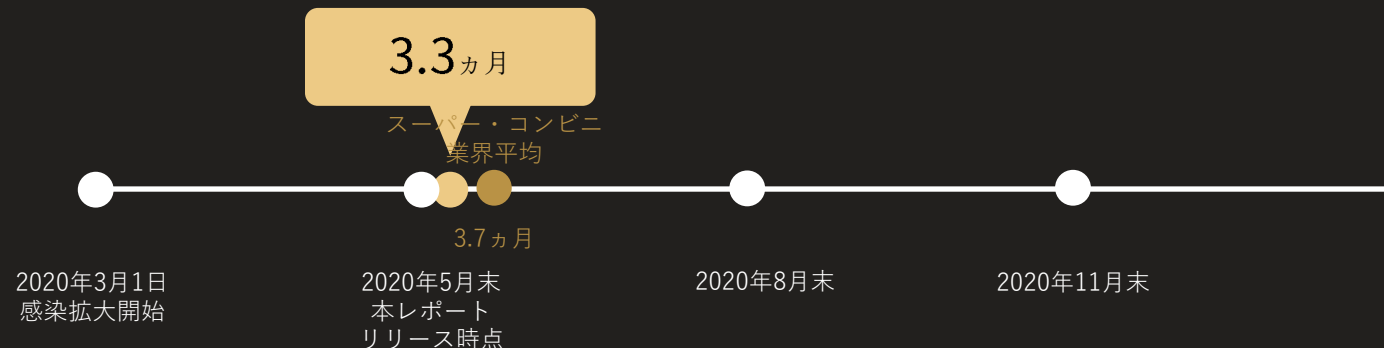 3.3ヵ月
スーパー・コンビニ
業界平均
3.7ヵ月
2020年3月1日
感染拡大開始
2020年5月末
本レポート
リリース時点
2020年8月末
2020年11月末